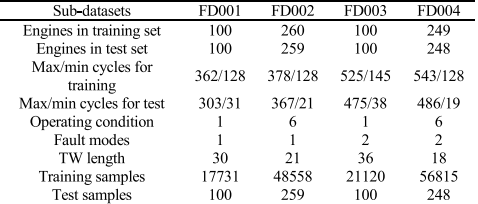 Sub-datasets FD001 FD002 FD003 FD004
Engines in training set 100 260 100 249
Engines in test set 100 259 100 248
Max/min cycles for training 362/128 378/128 525/145 543/128
Max/min cycles for test 303/31 367/21 475/38 486/19
Operating condition 1 6 1 6
Fault modes 1 1 2 2
TW length 30 21 36 18
Training samples 17731 48558 21120 56815
Test samples 100 259 100 248